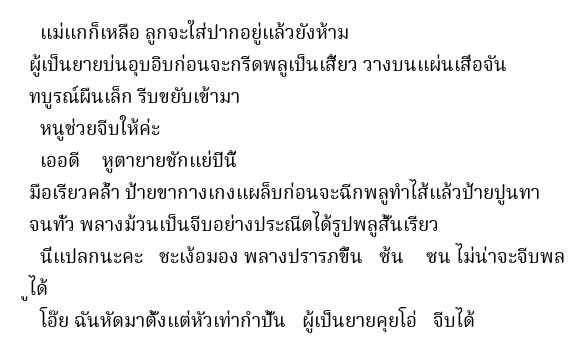 แม่แกก็เหลือ ลูกจะใส่ปากอยู่แล้วยังห้าม
ผู้เป็นยายบ่นอุบอิบก่อนจะกรีดพลูเป็นเสี้ยว วางบนแผ่นเสื่อจัน
ทบูรณ์ผืนเล็ก รีบขยับเข้ามา
หนูช่วยจีบให้ค่ะ
เออดี หูตายายชักแย่ปีนี้
มือเรียวคล้ำ ป้ายขากางเกงแผล็บก่อนจะฉีกพลูทำไส้แล้วป้ายปูนทา
จนทั่ว พลางม้วนเป็นจีบอย่างประณีตได้รูปพลูสั้นเรียว
นี่แปลกนะคะ ชะเง้อมอง พลางปรารภขึ้น ซ้น ซน ไม่น่าจะจีบพล
ูได้
โอ๊ย ฉันหัดมาตั้งแต่หัวเท่ากำปั้น ผู้เป็นยายคุยโอ่ จีบได้